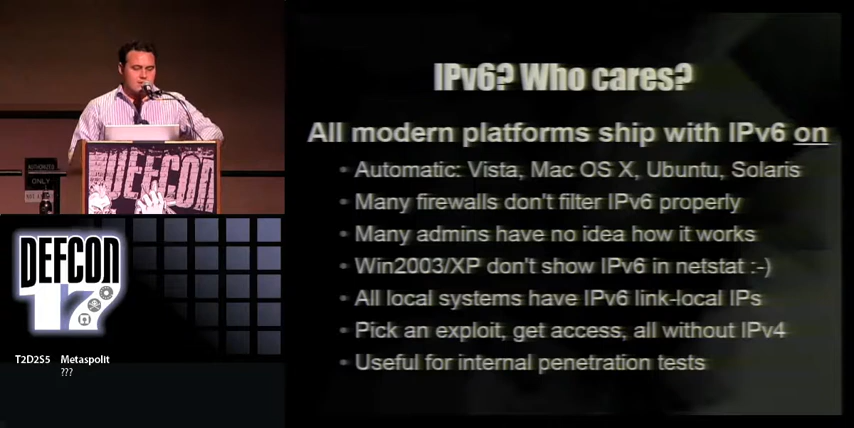 IPv6? Who cares?
All modern platforms ship with IPv6 on
• Automatic: Vista, Mac OS X, Ubuntu, Solaris
• Many firewalls don't filter IPv6 properly
• Many admins have no idea how it works
• Win2003/XP don't show IPv6 in netstat :-)
• All local systems have IPv6 link-local IPs
• Pick an exploit, get access, all without IPv4
• Useful for internal penetration tests
ONLY
DEFCON
DEFCON
17
T2D2S5 Metaspolit
???